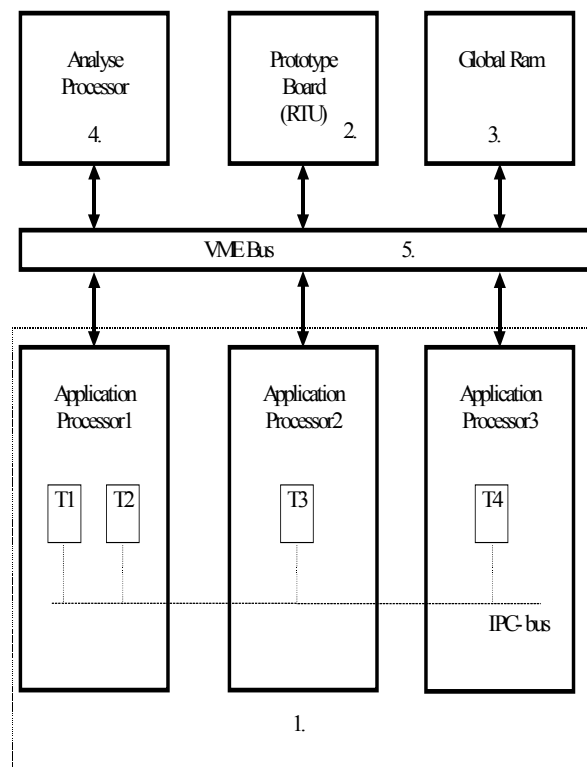 Analyse
Processor
4.
Prototype
Board
(RTU)
2.
Global Ram
3.
VME Bus
5.
Application
Processor1
Application
Processor2
Application
Processor3
T1
T2
T3
T4
IPC- bus
1.